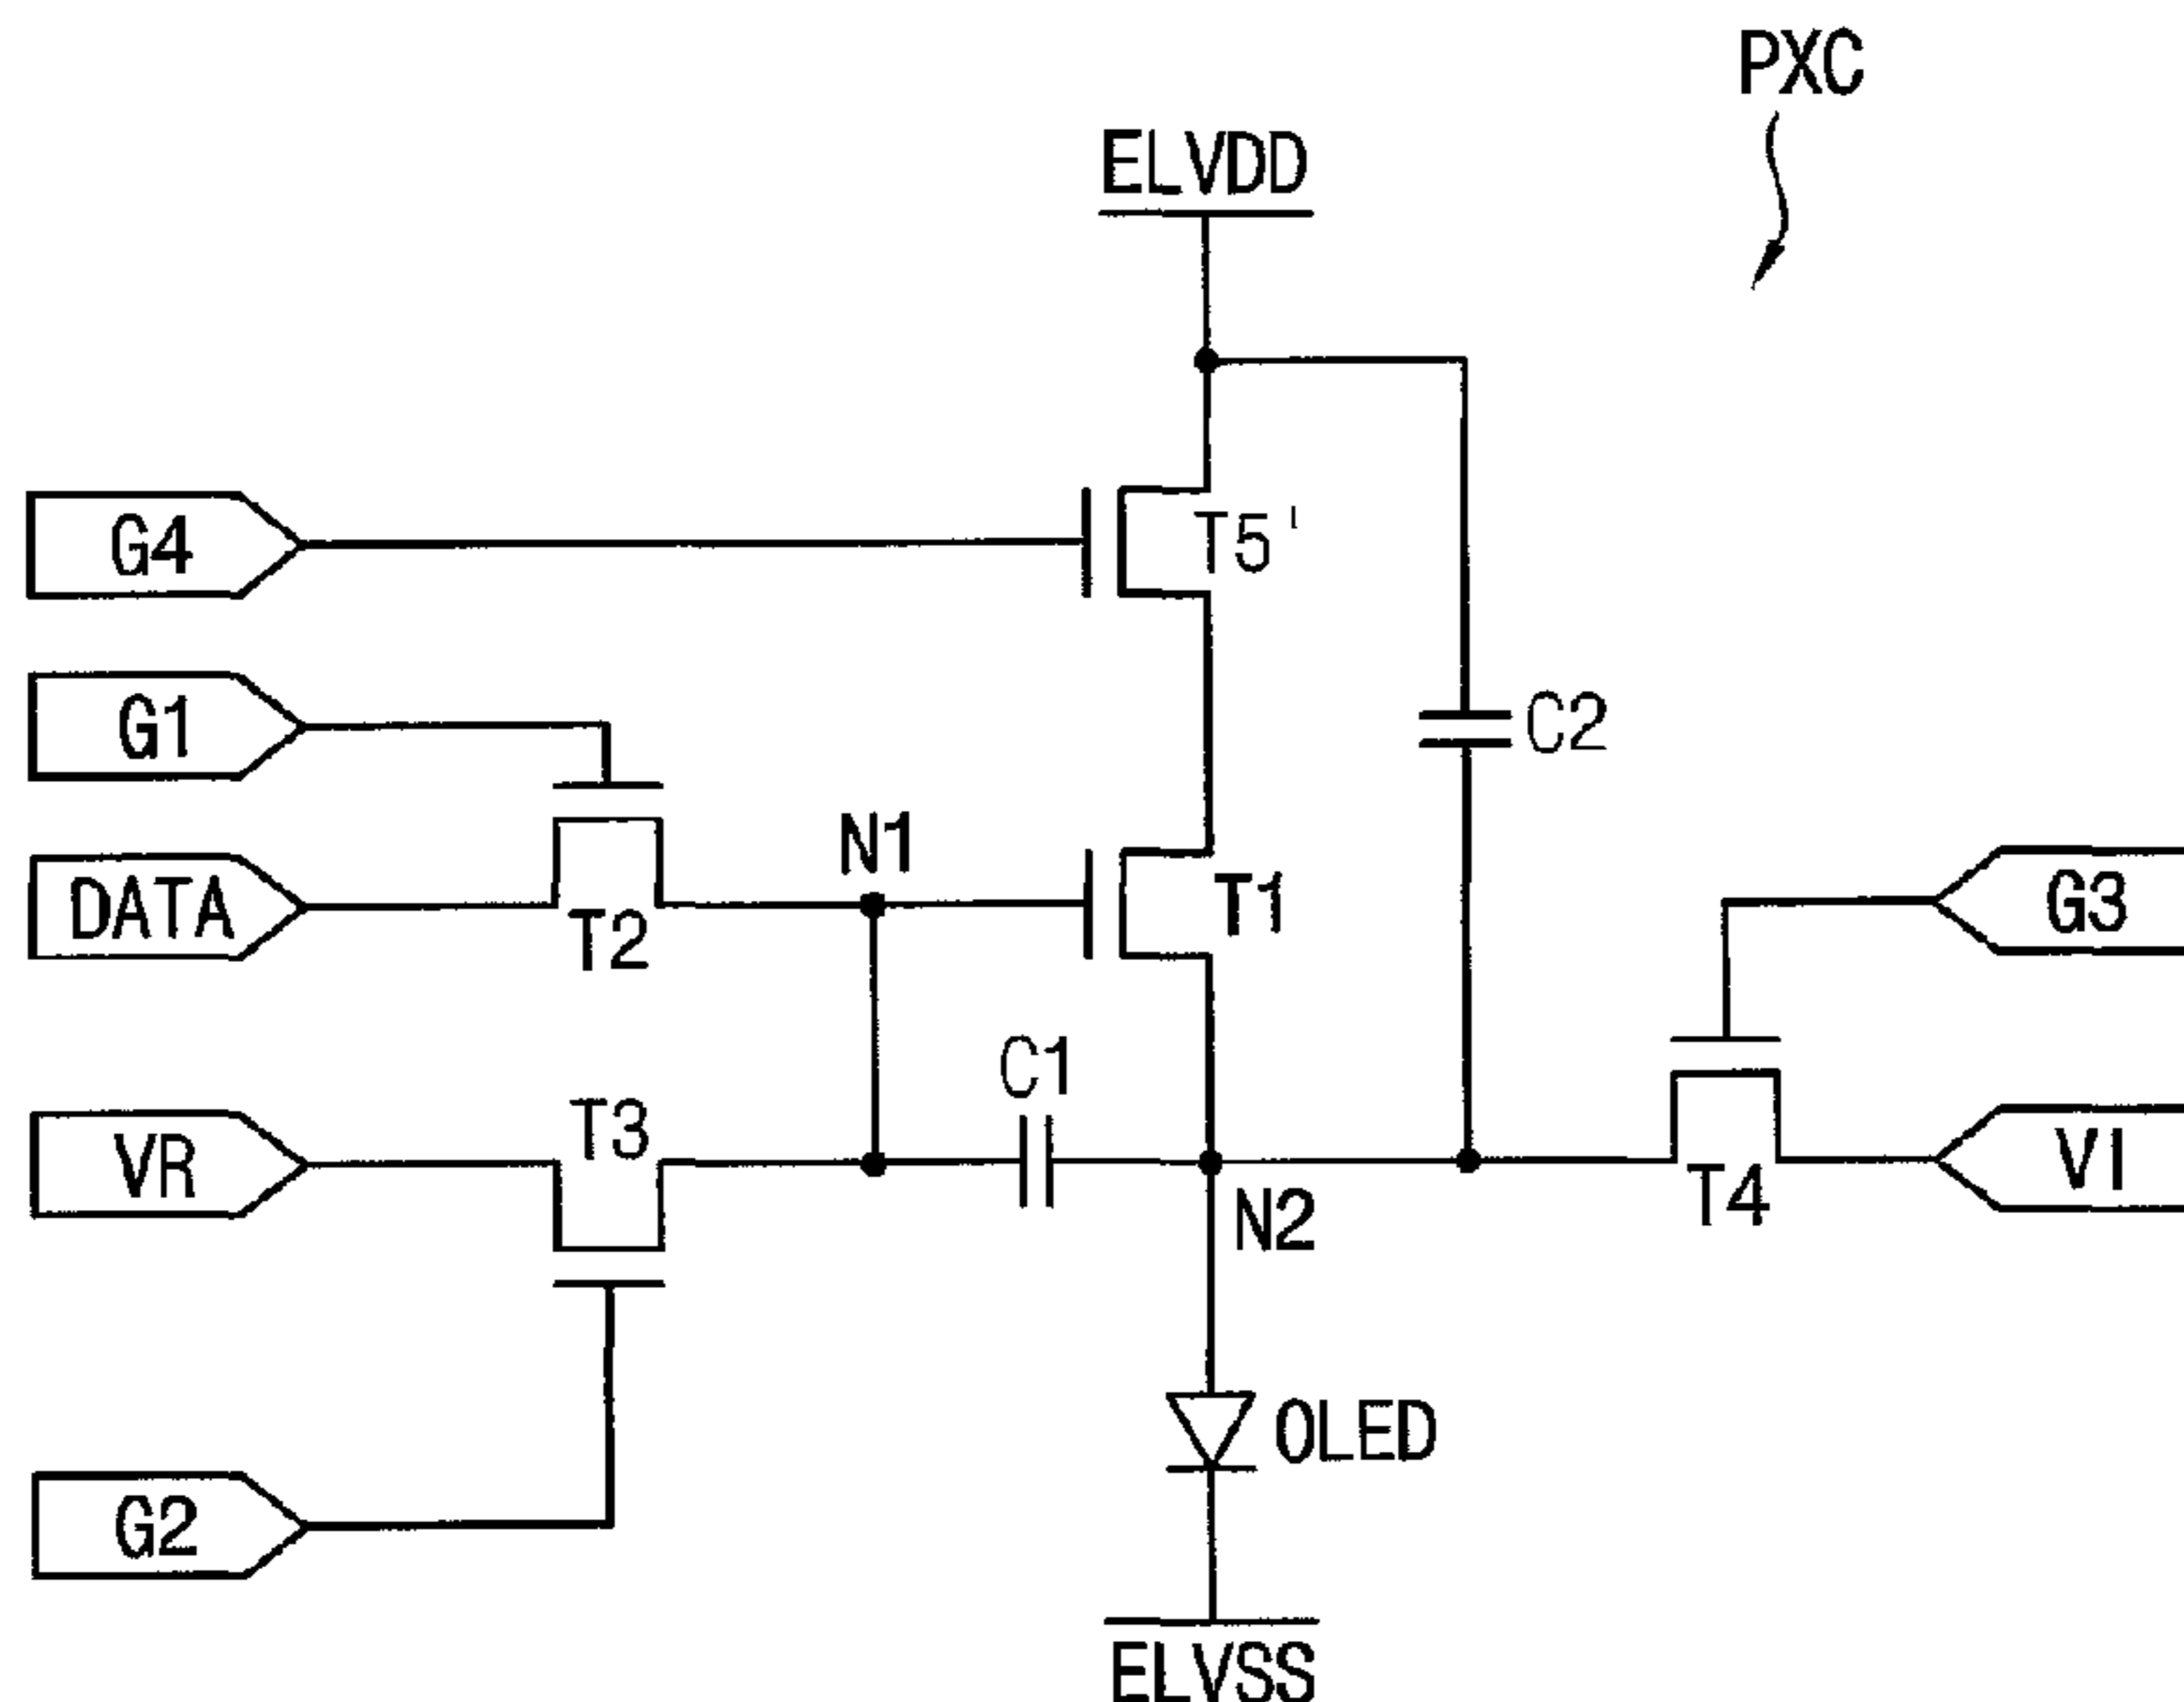 PXC
ELVDD
G4
T5'
G1
C2
N1
DATA
T2
T1
G3
C1
T3
VR
N2
T4
VI
OLED
G2
ELVSS